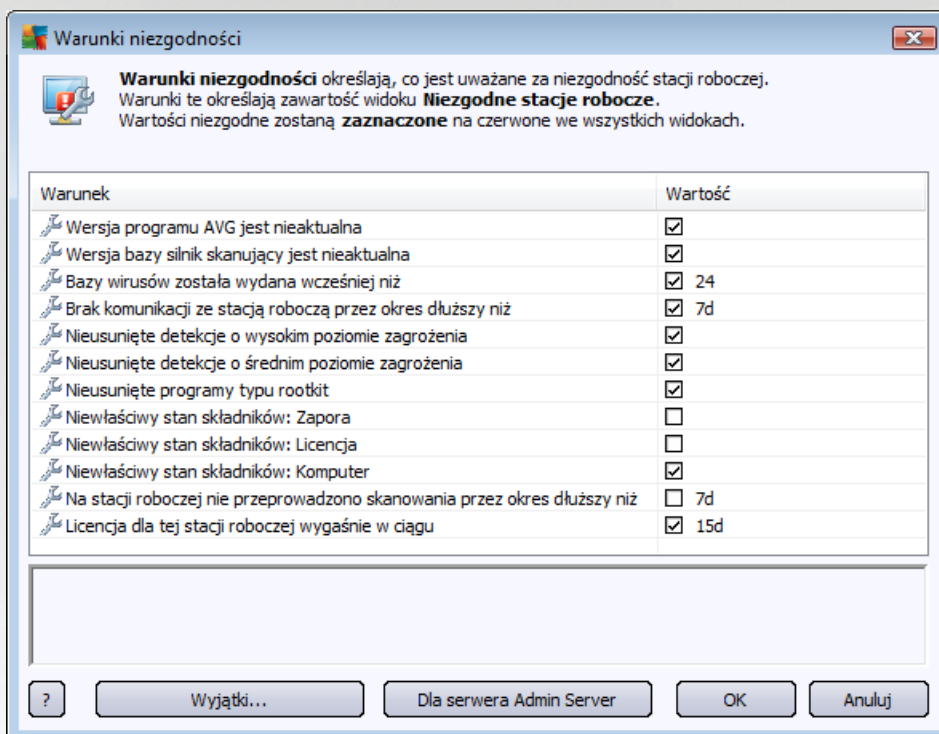 Warunki niezgodności
Warunki niezgodności określają, co jest uważane za niezgodność stacji roboczej.
Warunki te określają zawartość widoku Niezgodne stacje robocze.
Wartości niezgodne zostaną zaznaczone na czerwone we wszystkich widokach.
Warunek Wartość
Wersja programu AVG jest nieaktualna
Wersja bazy silnik skanujący jest nieaktualna
Bazy wirusów została wydana wcześniej niż 24
Brak komunikacji ze stacją roboczą przez okres dłuższy niż 7d
Nieusunięte detekcje o wysokim poziomie zagrożenia
Nieusunięte detekcje o średnim poziomie zagrożenia
Nieusunięte programy typu rootkit
Niewłaściwy stan składników: Zapora
Niewłaściwy stan składników: Licencja
Niewłaściwy stan składników: Komputer
Na stacji roboczej nie przeprowadzono skanowania przez okres dłuższy niż 7d
Licencja dla tej stacji roboczej wygaśnie w ciągu 15d
? Wyjątki... Dla serwera Admin Server OK Anuluj